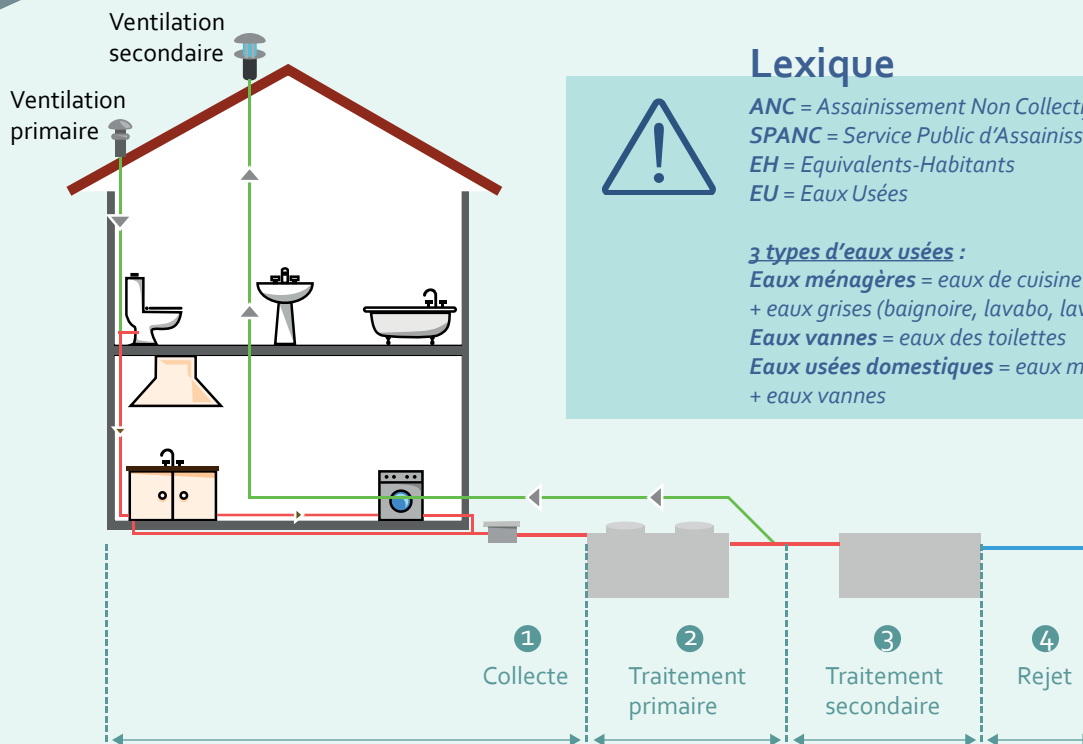 Ventilation
secondaire
Ventilation
primaire
Lexique
ANC = Assainissement Non Collecti
SPANC = Service Public d'Assainiss
EH = Equivalents-Habitants
EU = Eaux Usées
3 types d'eaux usées :
Eaux ménagères = eaux de cuisine
+ eaux grises (baignoire, lavabo, lav
Eaux vannes = eaux des toilettes
Eaux usées domestiques = eaux m
+ eaux vannes
1
Collecte
2
Traitement
primaire
3
Traitement
secondaire
4
Rejet